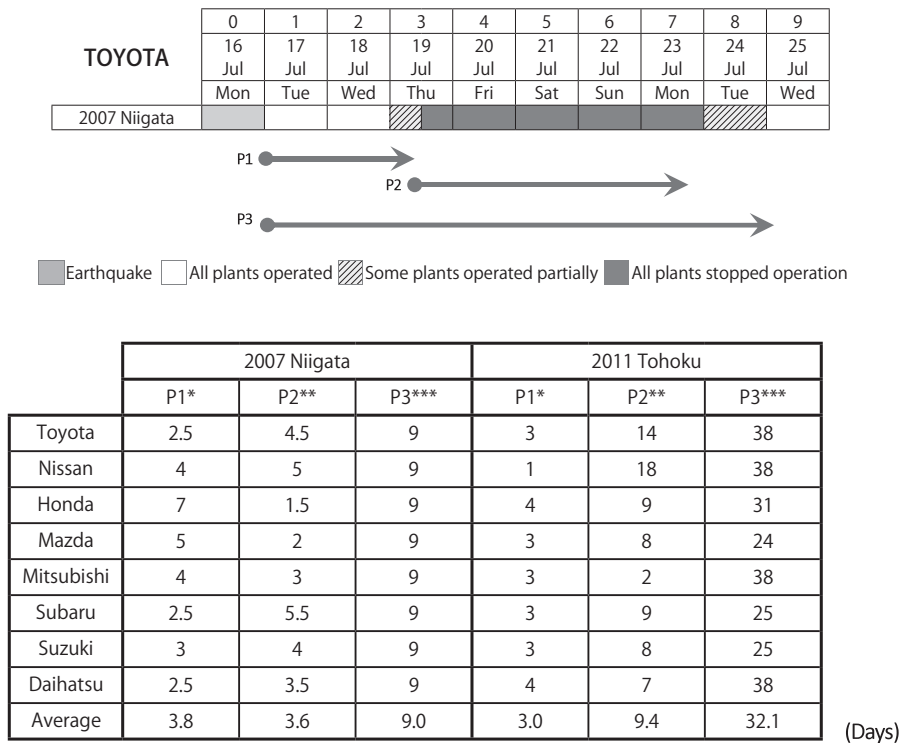 TOYOTA
0 1 2 3 4 5 6 7 8 9
16 17 18 19 20 21 22 23 24 25
Jul Jul Jul Jul Jul Jul Jul Jul Jul Jul
Mon Tue Wed Thu Fri Sat Sun Mon Tue Wed
2007 Niigata
P1
P2
P3
Earthquake All plants operated Some plants operated partially All plants stopped operation
2007 Niigata 2011 Tohoku
P1* P2** P3*** P1* P2** P3***
Toyota 2.5 4.5 9 3 14 38
Nissan 4 5 9 1 18 38
Honda 7 1.5 9 4 9 31
Mazda 5 2 9 3 8 24
Mitsubishi 4 3 9 3 2 38
Subaru 2.5 5.5 9 3 9 25
Suzuki 3 4 9 3 8 25
Daihatsu 2.5 3.5 9 4 7 38
Average 3.8 3.6 9.0 3.0 9.4 32.1
(Days)